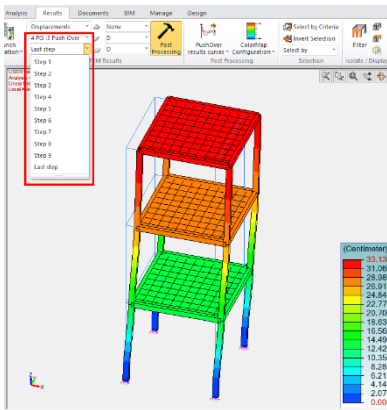 Analysis Results Documents BIM Manage Design
Displacements None
4 PO :3 Push Over D
Last step D
Post Processing
PushOver results curves
ColorMap Configuration
Select by Criteria
Invert Selection
Select by
Filter
Results Post Processing Selection Isolate / Display
Step 1
Step 2
Step 3
Step 4
Step 5
Step 6
Step 7
Step 8
Step 9
Last step
(Centimeter)
33.13
31.06
28.98
26.91
24.84
22.77
20.70
18.63
16.56
14.49
12.42
10.35
8.28
6.21
4.14
2.07
0.00